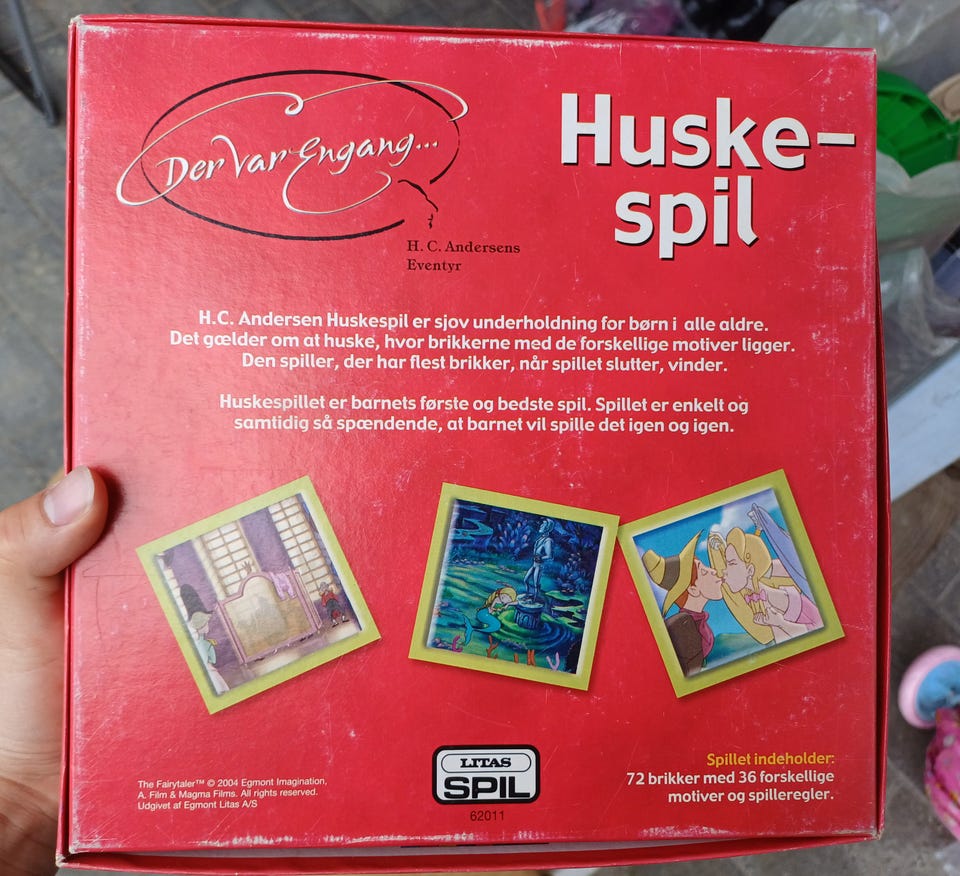 Der var engang...
H. C. Andersens
Eventyr
Huske-
spil
H.C. Andersen Huskespil er sjov underholdning for børn i alle aldre.
Det gælder om at huske, hvor brikkerne med de forskellige motiver ligger.
Den spiller, der har flest brikker, når spillet slutter, vinder.
Huskespillet er barnets første og bedste spil. Spillet er enkelt og
samtidig så spændende, at barnet vil spille det igen og igen.
The Fairytaler™ © 2004 Egmont Imagination,
A. Film & Magma Films. All rights reserved.
Udgivet af Egmont Litas A/S
LITAS
SPIL
62011
Spillet indeholder:
72 brikker med 36 forskellige
motiver og spilleregler.